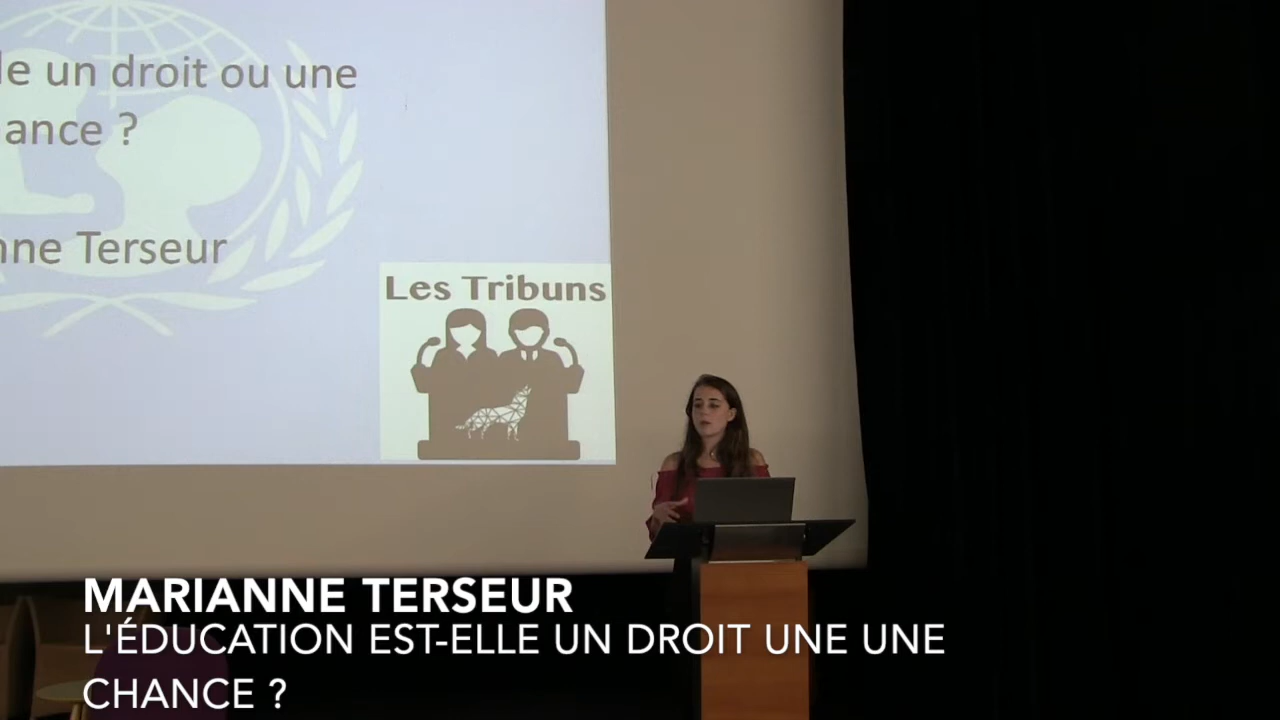 le un droit ou une
ance ?
nne Terseur
Les Tribuns
MARIANNE TERSEUR
L'ÉDUCATION EST-ELLE UN DROIT UNE UNE
CHANCE ?